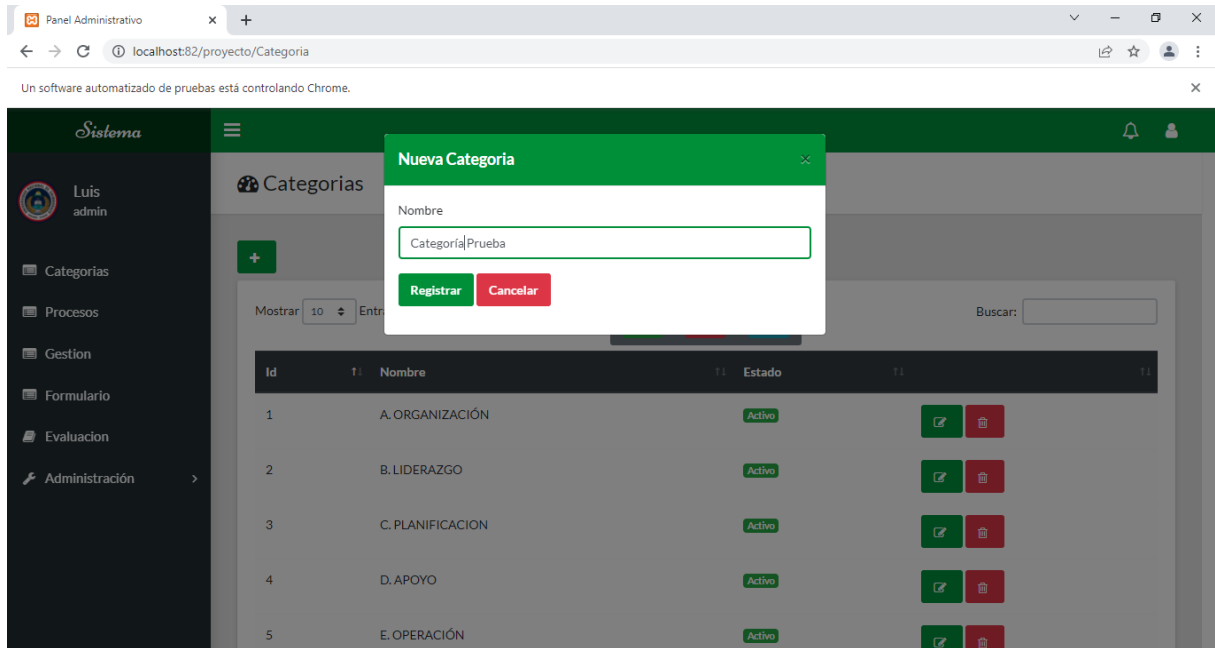 Panel Administrativo
localhost:82/proyecto/Categoria
Un software automatizado de pruebas está controlando Chrome.
Sistema
Nueva Categoria
Luis
admin
Categorias
Nombre
Categoría Prueba
Registrar Cancelar
Categorias
Procesos
Gestion
Formulario
Evaluacion
Administración
Mostrar 10 Entr
Buscar:
Id Nombre Estado
1 A. ORGANIZACIÓN Activo
2 B. LIDERAZGO Activo
3 C. PLANIFICACION Activo
4 D. APOYO Activo
5 E. OPERACIÓN Activo